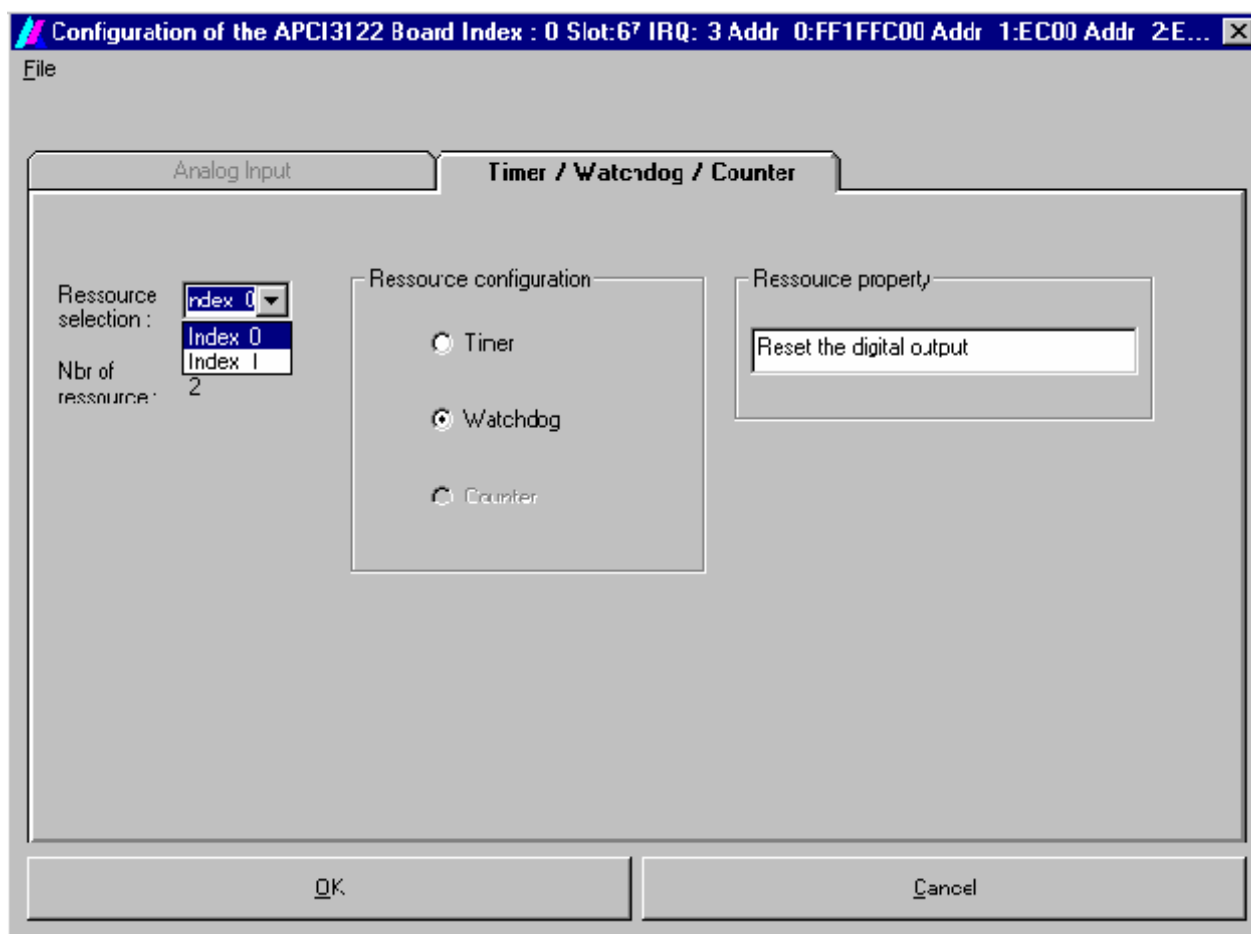 Configuration of the APCI3122 Board Index : 0 Slot:67 IRQ: 3 Addr 0:FF1FFC00 Addr 1:EC00 Addr 2:E...
File
Analog Input
Timer / Watchdog / Counter
Ressource
selection :
ndex 0
Index 0
Index 1
Nbr of
ressource :
2
Ressource configuration
Timer
Watchdog
Counter
Ressource property
Reset the digital output
OK
Cancel